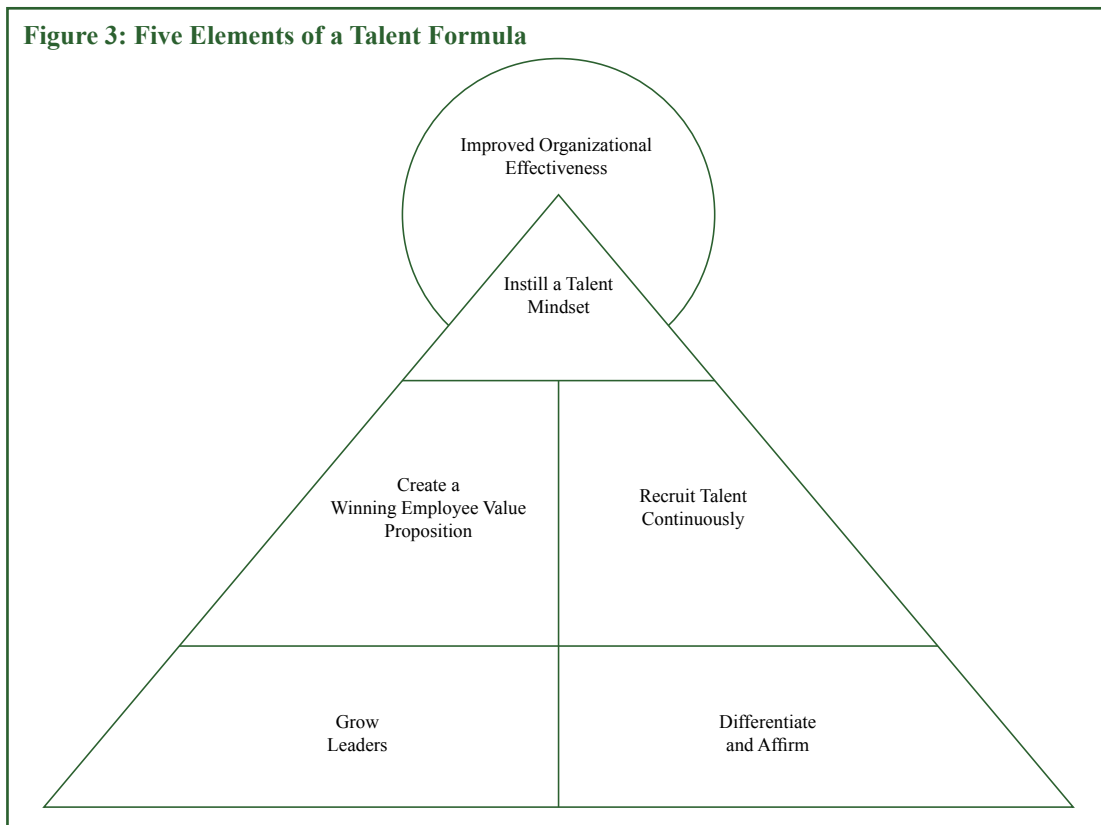 Figure 3: Five Elements of a Talent Formula
Improved Organizational
Effectiveness
Instill a Talent
Mindset
Create a
Winning Employee Value
Proposition
Recruit Talent
Continuously
Grow
Leaders
Differentiate
and Affirm